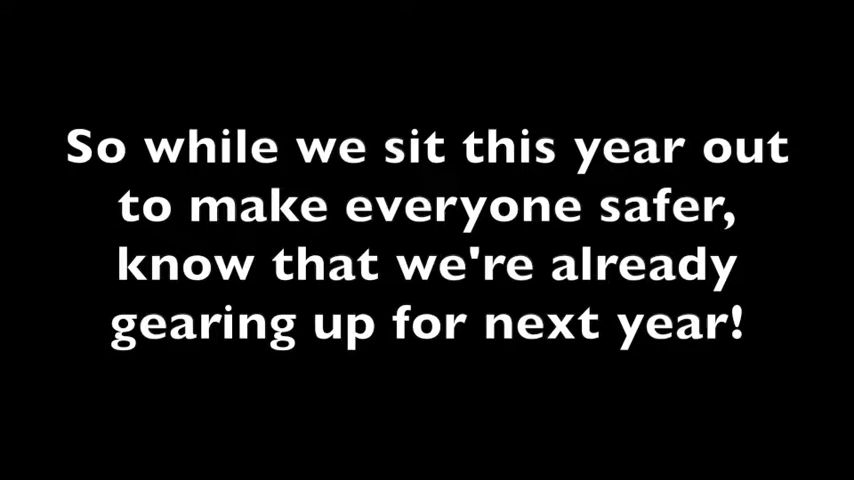 So while we sit this year out
to make everyone safer,
know that we're already
gearing up for next year!